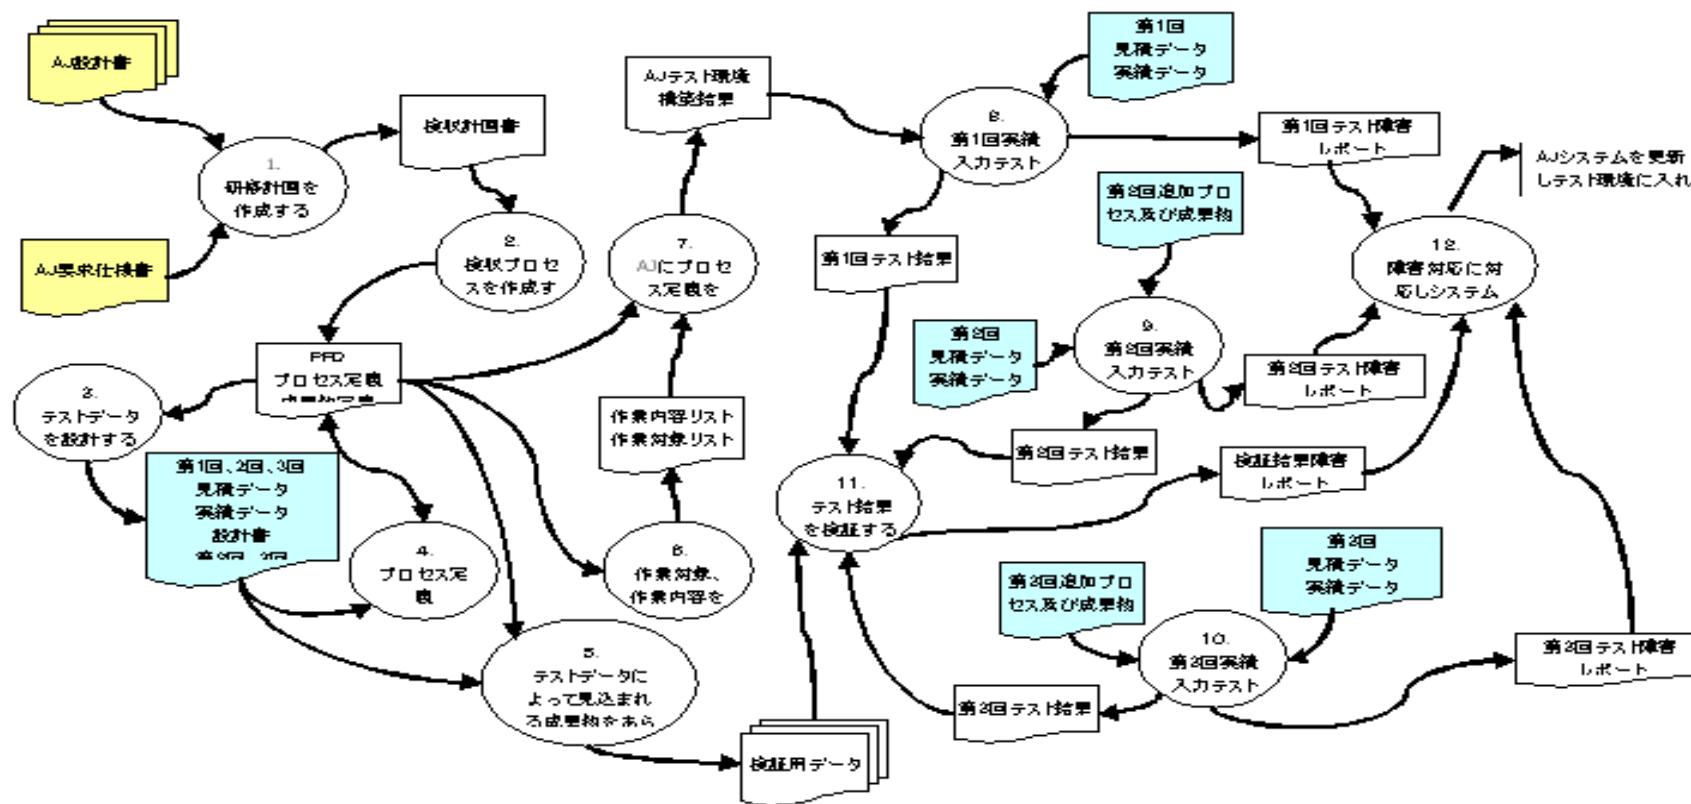 AJ設計書
AJ要求仕様書
1.
研修計画を
作成する
検収計画書
2.
検収プロセ
スを作成す
PFD
プロセス定義
3.
テストデータ
を設計する
第1回、2回、3回
見積データ
実績データ
設計書
4.
プロセス定
義
5.
テストデータに
よって見込まれ
る成果物をあら
検証用データ
6.
作業対象、
作業内容を
作業内容リスト
作業対象リスト
7.
AJにプロセ
ス定義を
AJテスト環境
構築結果
第1回
見積データ
実績データ
8.
第1回実績
入力テスト
第1回テスト障害
レポート
第1回テスト結果
第2回追加プロ
セス及び成果物
第2回
見積データ
実績データ
9.
第2回実績
入力テスト
第2回テスト障害
レポート
第2回テスト結果
11.
テスト結果
を検証する
検証結果障害
レポート
第3回追加プロ
セス及び成果物
第3回
見積データ
実績データ
10.
第3回実績
入力テスト
第3回テスト結果
第3回テスト障害
レポート
12.
障害対応に対
応しシステム
AJシステムを更新
しテスト環境に入れ